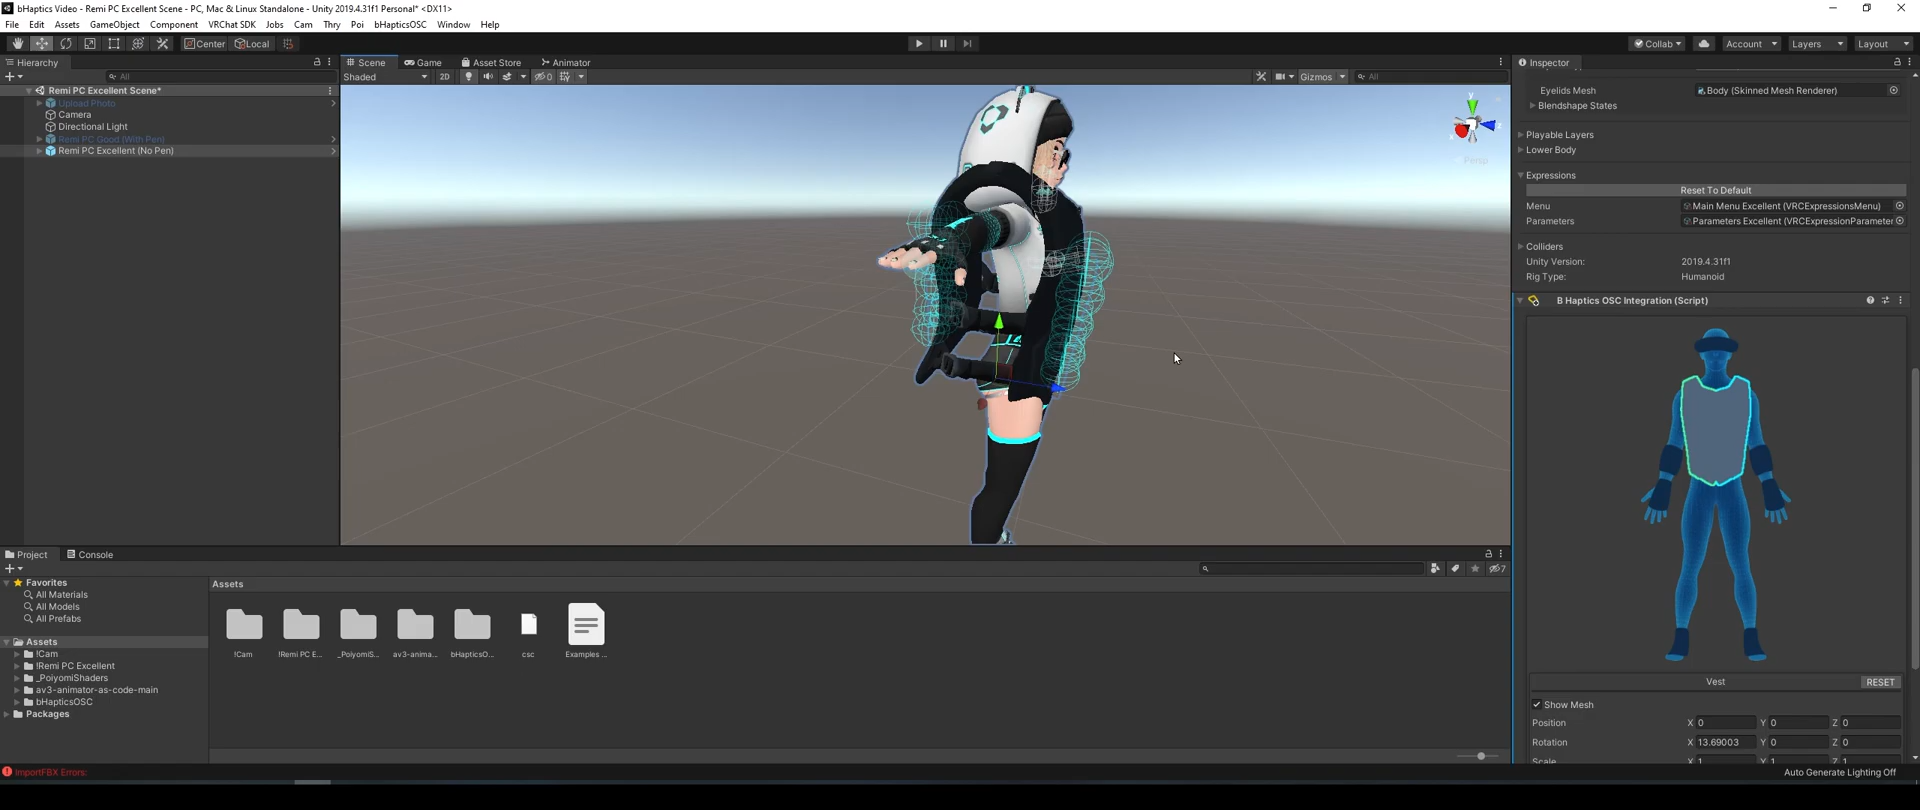 bHaptics Video - Remi PC Excellent Scene - PC, Mac & Linux Standalone - Unity 2019.4.31f1 Personal* <DX11>
File Edit Assets GameObject Component VRChat SDK Jobs Cam Thry Poi bHapticsOSC Window Help
Center Local Collab Account Layers Layout
Hierarchy Scene Game Asset Store Animator Inspector
All Shaded 2D 0 Gizmos All
Remi PC Excellent Scene*
Upload Photo
Camera
Directional Light
Remi PC Good (With Pen)
Remi PC Excellent (No Pen)
y
z
x
Persp
Eyelids Mesh Body (Skinned Mesh Renderer)
Blendshape States
Playable Layers
Lower Body
Expressions
Reset To Default
Menu Main Menu Excellent (VRCExpressionsMenu)
Parameters Parameters Excellent (VRCExpressionParameter
Colliders
Unity Version: 2019.4.31f1
Rig Type: Humanoid
B Haptics OSC Integration (Script)
Vest RESET
Show Mesh
Position X 0 Y 0 Z 0
Rotation X 13.69003 Y 0 Z 0
Scale X 1 Y 1 Z 1
Project Console
7
Favorites
All Materials
All Models
All Prefabs
Assets
!Cam
!Remi PC Excellent
_PoiyomiShaders
av3-animator-as-code-main
bHapticsOSC
Packages
Assets
!Cam !Remi PC E... _PoiyomiS... av3-anima... bHapticsO... csc Examples ...
ImportFBX Errors:
Auto Generate Lighting Off